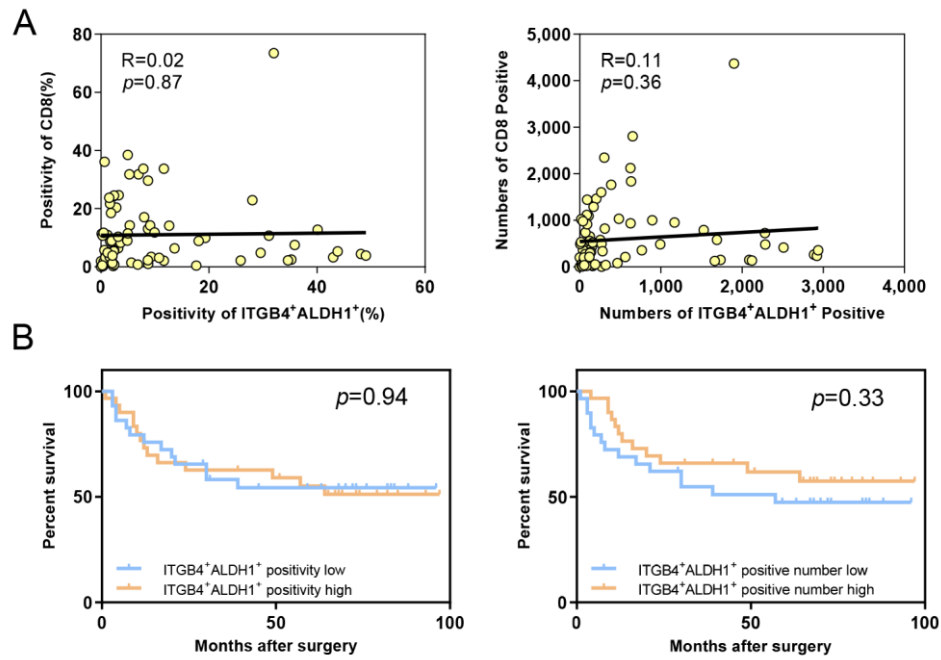 A
R=0.02
p=0.87
80
60
40
20
0
0 20 40 60
Positivity of CD8(%)
Positivity of ITGB4⁺ALDH1⁺(%)
R=0.11
p=0.36
5,000
4,000
3,000
2,000
1,000
0
0 1,000 2,000 3,000 4,000
Numbers of CD8 Positive
Numbers of ITGB4⁺ALDH1⁺ Positive
B
p=0.94
100
50
0
0 50 100
Percent survival
ITGB4⁺ALDH1⁺ positivity low
ITGB4⁺ALDH1⁺ positivity high
Months after surgery
p=0.33
100
50
0
0 50 100
Percent survival
ITGB4⁺ALDH1⁺ positive number low
ITGB4⁺ALDH1⁺ positive number high
Months after surgery